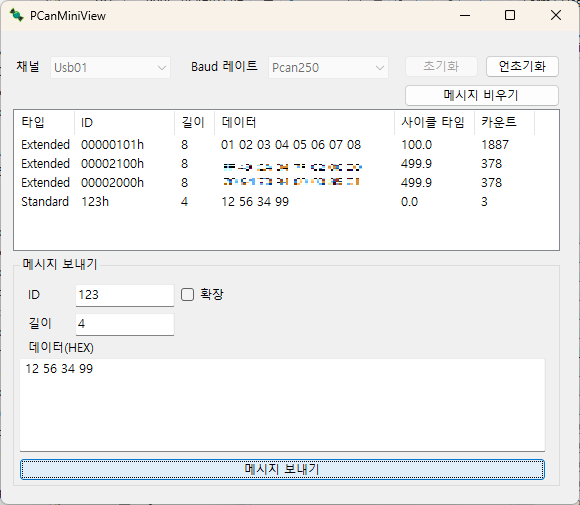 PCanMiniView
채널 Usb01 Baud 레이트 Pcan250 초기화 언초기화
메시지 비우기
타입 ID 길이 데이터 사이클 타임 카운트
Extended 00000101h 8 01 02 03 04 05 06 07 08 100.0 1887
Extended 00002100h 8 499.9 378
Extended 00002000h 8 499.9 378
Standard 123h 4 12 56 34 99 0.0 3
메시지 보내기
ID 123 확장
길이 4
데이터(HEX)
12 56 34 99
메시지 보내기